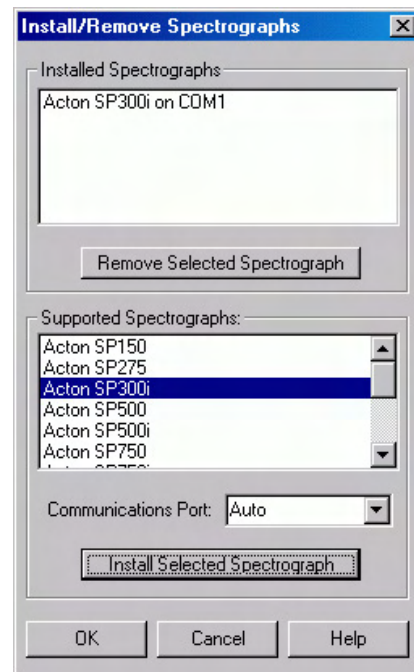 Install/Remove Spectrographs
Installed Spectrographs
Acton SP300i on COM1
Remove Selected Spectrograph
Supported Spectrographs:
Acton SP150
Acton SP275
Acton SP300i
Acton SP500
Acton SP500i
Acton SP750
Communications Port: Auto
Install Selected Spectrograph
OK Cancel Help